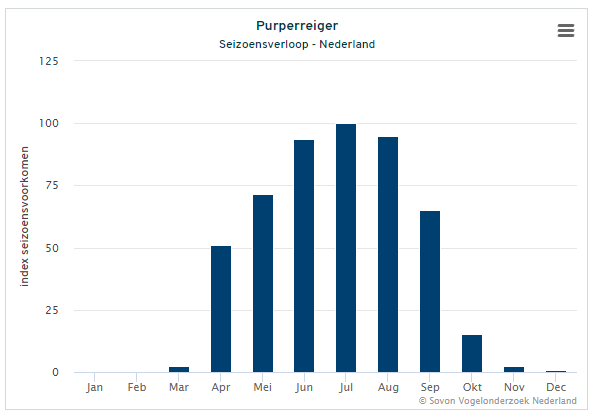 Purperreiger
Seizoensverloop - Nederland
index seizoensvoorkomen
125
100
75
50
25
0
Jan Feb Mar Apr Mei Jun Jul Aug Sep Okt Nov Dec
© Sovon Vogelonderzoek Nederland